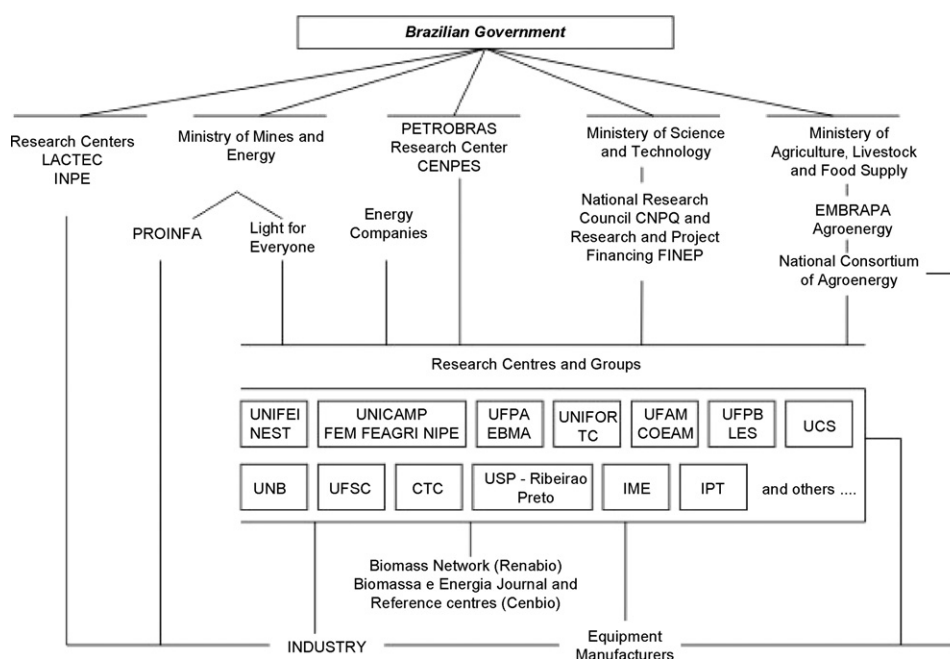 Brazilian Government
Research Centers
LACTEC
INPE
Ministry of Mines and
Energy
PETROBRAS
Research Center
CENPES
Ministery of Science
and Technology
Ministery of
Agriculture, Livestock
and Food Supply
PROINFA
Light for
Everyone
Energy
Companies
National Research
Council CNPQ and
Research and Project
Financing FINEP
EMBRAPA
Agroenergy
National Consortium
of Agroenergy
Research Centres and Groups
UNIFEI
NEST
UNICAMP
FEM FEAGRI NIPE
UFPA
EBMA
UNIFOR
TC
UFAM
COEAM
UFPB
LES
UCS
UNB
UFSC
CTC
USP - Ribeirao
Preto
IME
IPT
and others ....
Biomass Network (Renabio)
Biomassa e Energia Journal and
Reference centres (Cenbio)
INDUSTRY
Equipment
Manufacturers